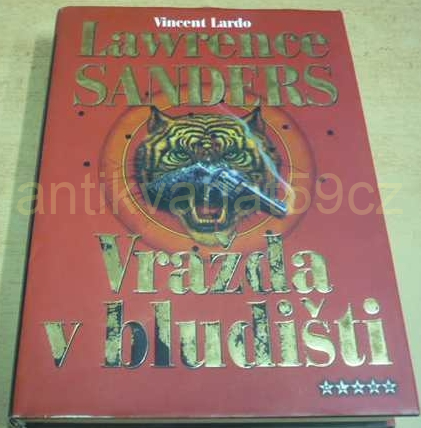 Vincent Lardo
Lawrence
SANDERS
antikvariat59cz
Vražda
v bludišti